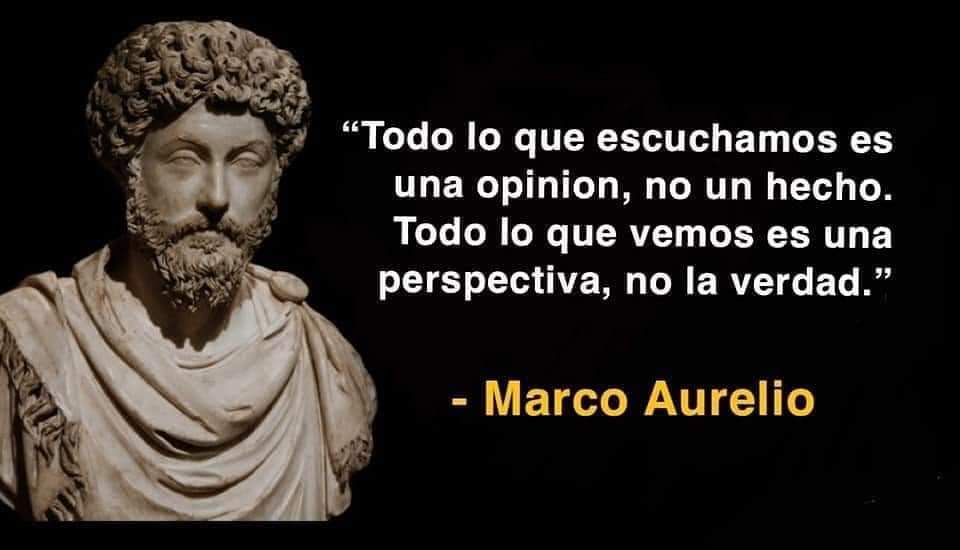 “Todo lo que escuchamos es
una opinion, no un hecho.
Todo lo que vemos es una
perspectiva, no la verdad.”
- Marco Aurelio